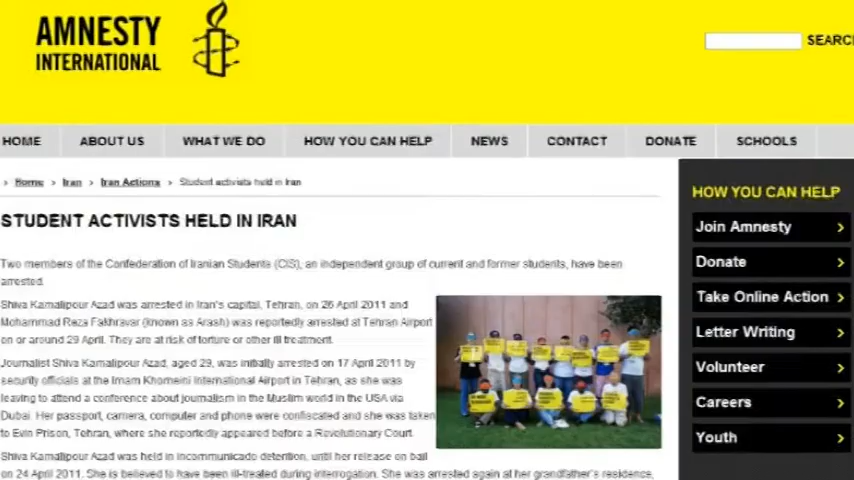 AMNESTY
INTERNATIONAL
SEARC
HOME ABOUT US WHAT WE DO HOW YOU CAN HELP NEWS CONTACT DONATE SCHOOLS
> Home > Iran > Iran Actions > Student activists held in Iran
STUDENT ACTIVISTS HELD IN IRAN
Two members of the Confederation of Iranian Students (CIS), an independent group of current and former students, have been
arrested.
Shiva Kamalipour Azad was arrested in Iran's capital, Tehran, on 26 April 2011 and
Mohammad Reza Fakhravar (known as Arash) was reportedly arrested at Tehran Airport
on or around 29 April. They are at risk of torture or other ill treatment.
Journalist Shiva Kamalipour Azad, aged 29, was initially arrested on 17 April 2011 by
security officials at the Imam Khomeini International Airport in Tehran, as she was
leaving to attend a conference about journalism in the Muslim world in the USA via
Dubai. Her passport, camera, computer and phone were confiscated and she was taken
to Evin Prison, Tehran, where she reportedly appeared before a Revolutionary Court.
Shiva Kamalipour Azad was held in incommunicado detention, until her release on bail
on 24 April 2011. She is believed to have been ill-treated during interrogation. She was arrested again at her grandfather's residence,
HOW YOU CAN HELP
Join Amnesty >
Donate >
Take Online Action >
Letter Writing >
Volunteer >
Careers >
Youth >